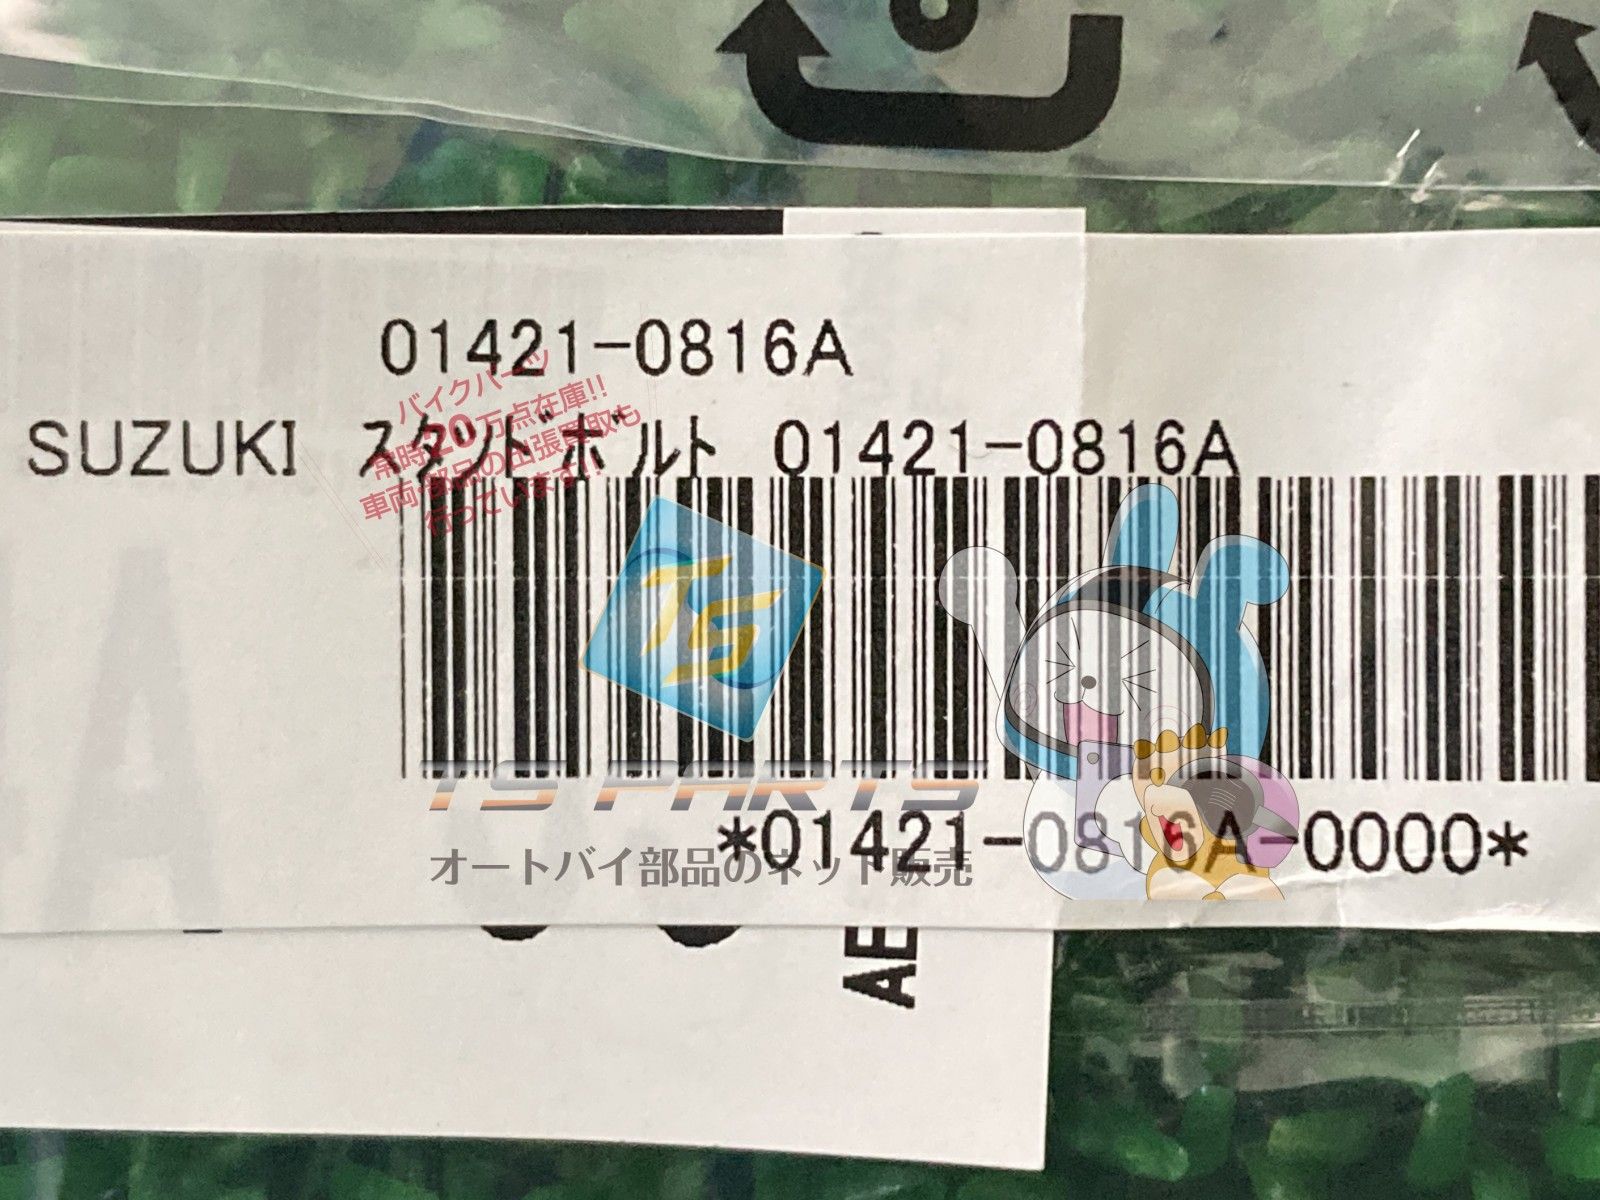 01421-0816A
SUZUKI スタッドボルト 01421-0816A
バイクパーツ
常時20万点在庫!!
車両・部品の出張買取も
行っています!!
TS
TS PARTS
*01421-0816A-0000*
オートバイ部品のネット販売
AE